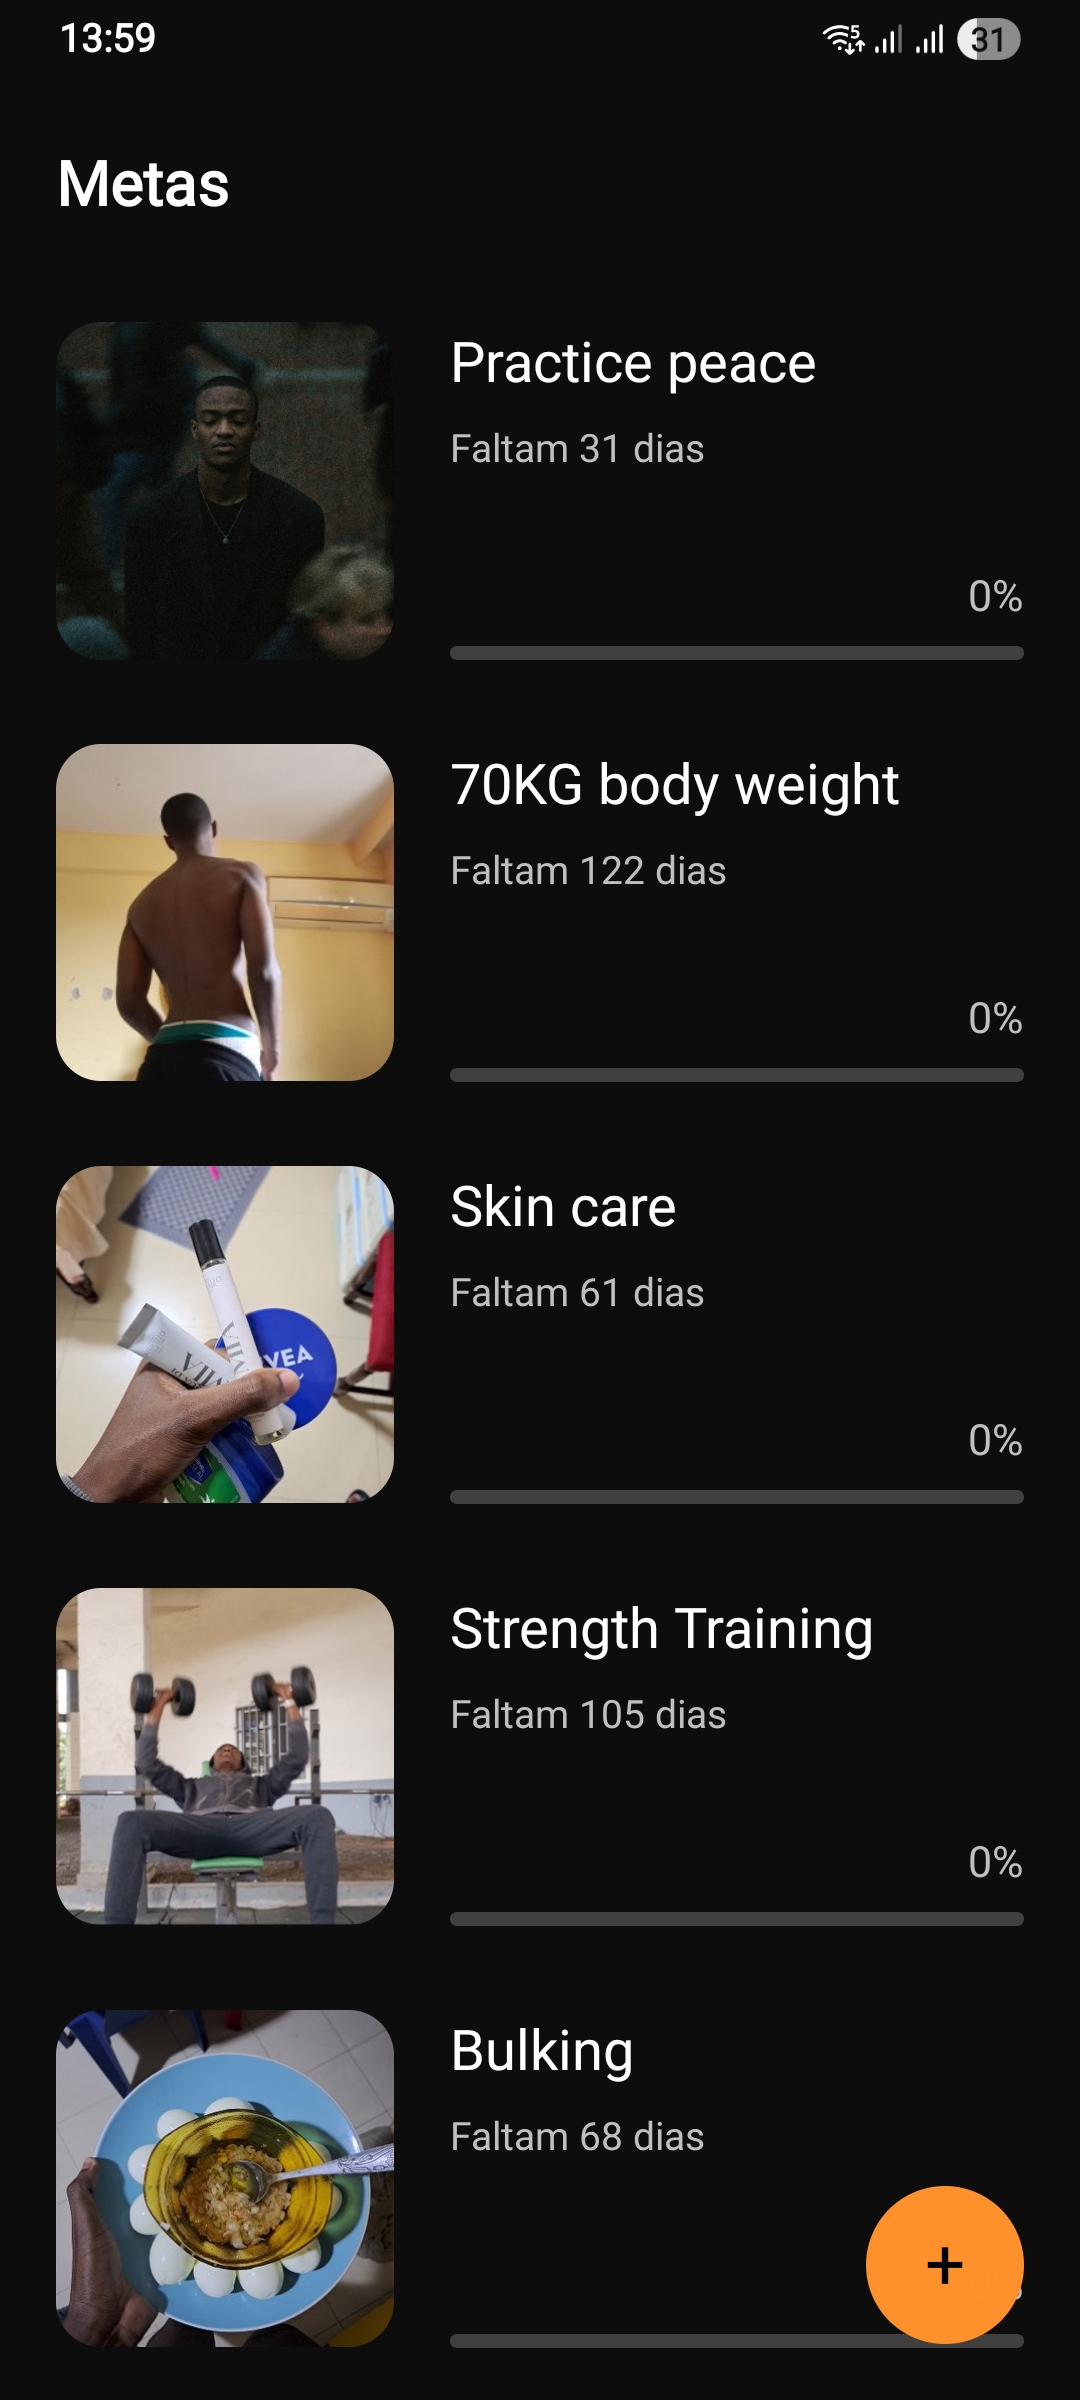 13:59
5
31
Metas
Practice peace
Faltam 31 dias
0%
70KG body weight
Faltam 122 dias
0%
Skin care
Faltam 61 dias
0%
VEA
Strength Training
Faltam 105 dias
0%
Bulking
Faltam 68 dias
+